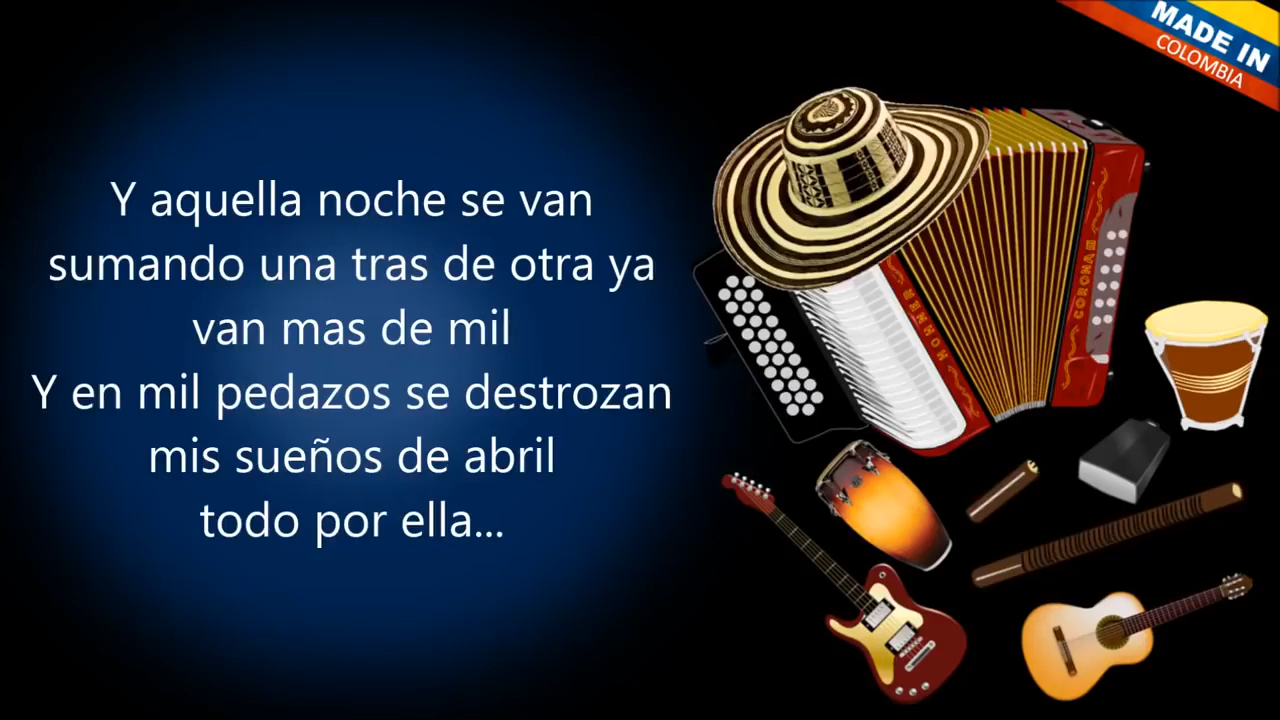 MADE IN
COLOMBIA
Y aquella noche se van
sumando una tras de otra ya
van mas de mil
Y en mil pedazos se destrozan
mis sueños de abril
todo por ella...
HOHNER
CORONA III